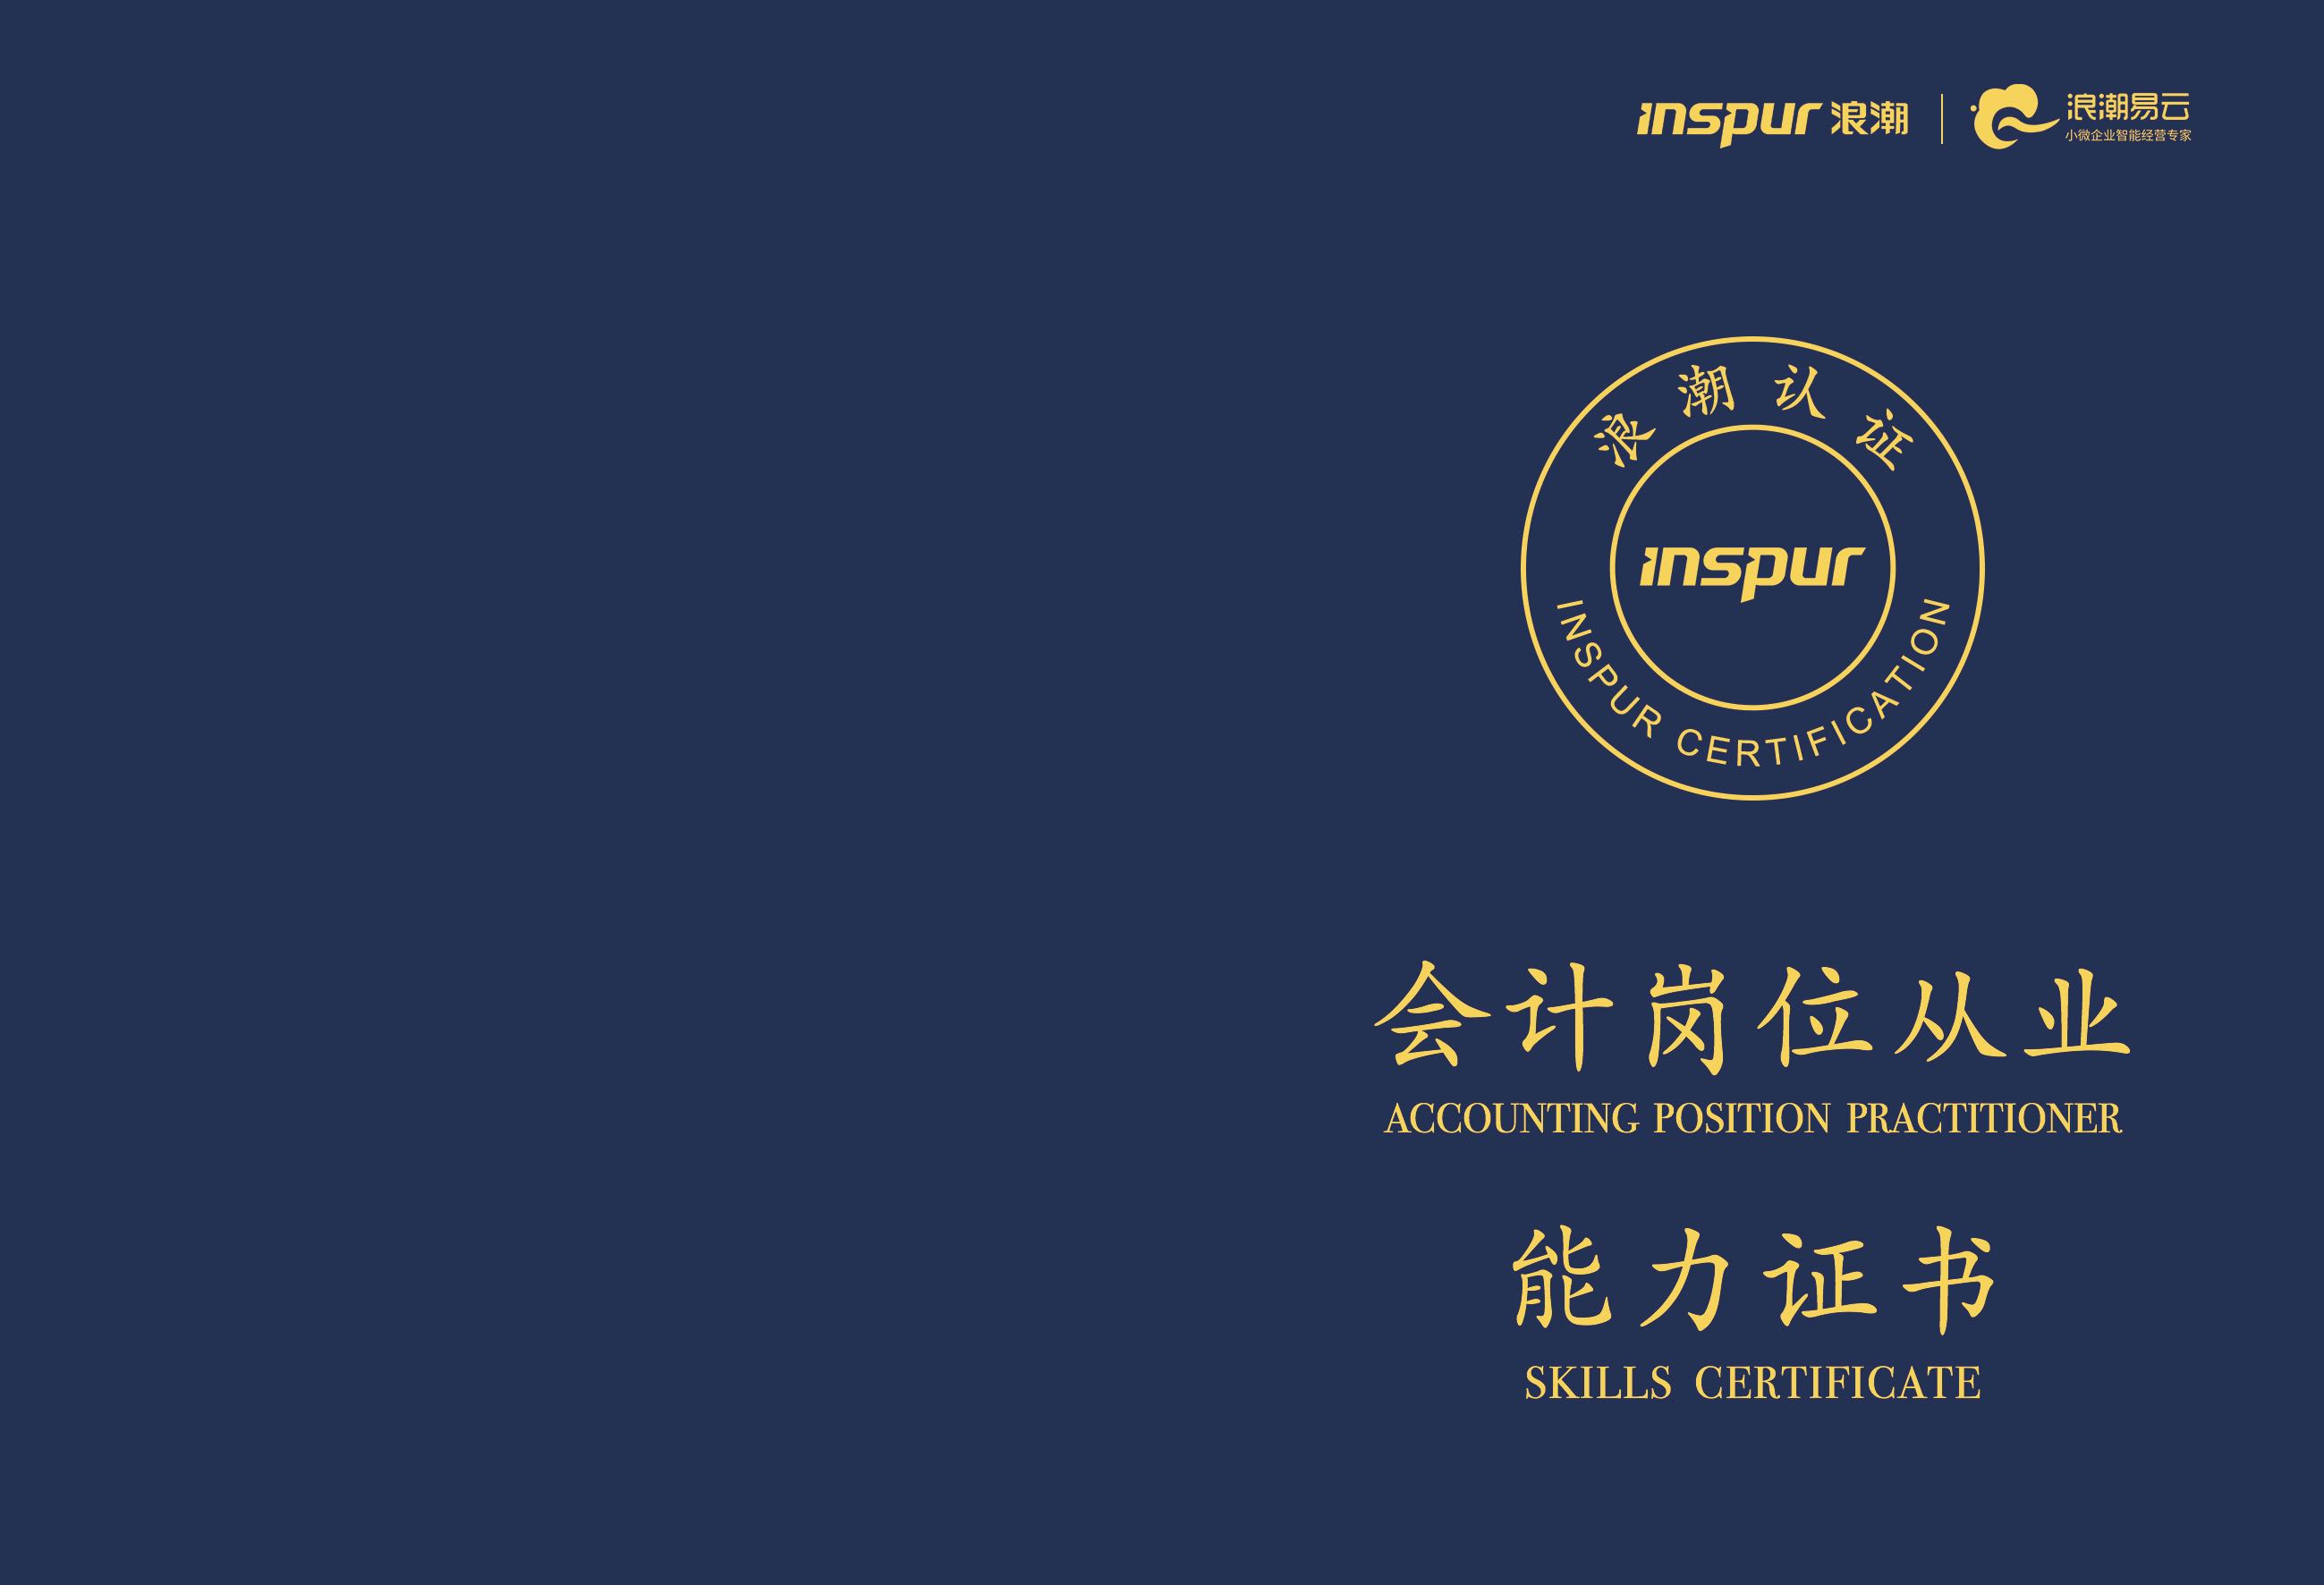 inspur 浪潮
浪潮易云
小微企业智能经营专家
浪潮认证
inspur
INSPUR CERTIFICATION
会计岗位从业
ACCOUNTING POSITION PRACTITIONER
能力证书
SKILLS CERTIFICATE